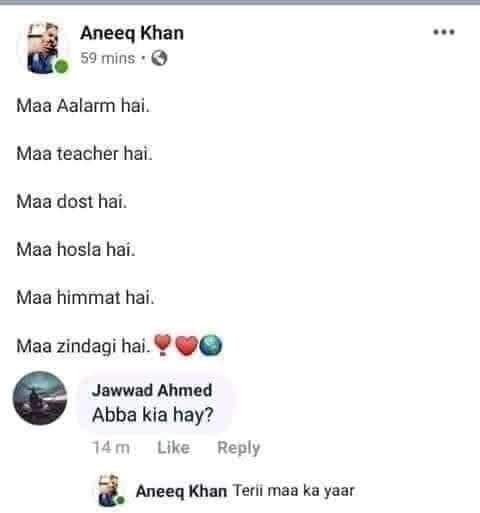 Aneeq Khan
59 mins ·
Maa Aalarm hai.
Maa teacher hai.
Maa dost hai.
Maa hosla hai.
Maa himmat hai.
Maa zindagi hai.❣️❤️🌍
Jawwad Ahmed
Abba kia hay?
14 m Like Reply
Aneeq Khan Terii maa ka yaar